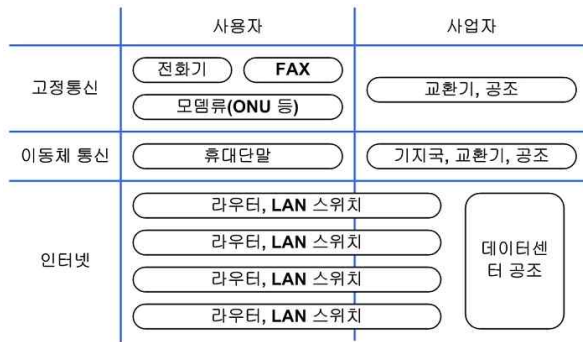 사용자
사업자
고정통신
전화기
FAX
모뎀류(ONU 등)
교환기, 공조
이동체 통신
휴대단말
기지국, 교환기, 공조
인터넷
라우터, LAN 스위치
라우터, LAN 스위치
라우터, LAN 스위치
라우터, LAN 스위치
데이터센
터 공조